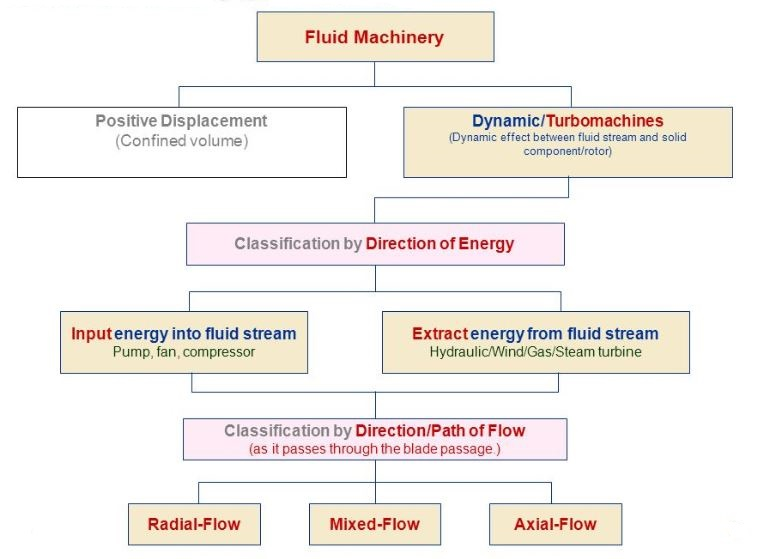 Fluid Machinery
Positive Displacement
(Confined volume)
Dynamic/Turbomachines
(Dynamic effect between fluid stream and solid
component/rotor)
Classification by Direction of Energy
Input energy into fluid stream
Pump, fan, compressor
Extract energy from fluid stream
Hydraulic/Wind/Gas/Steam turbine
Classification by Direction/Path of Flow
(as it passes through the blade passage.)
Radial-Flow
Mixed-Flow
Axial-Flow